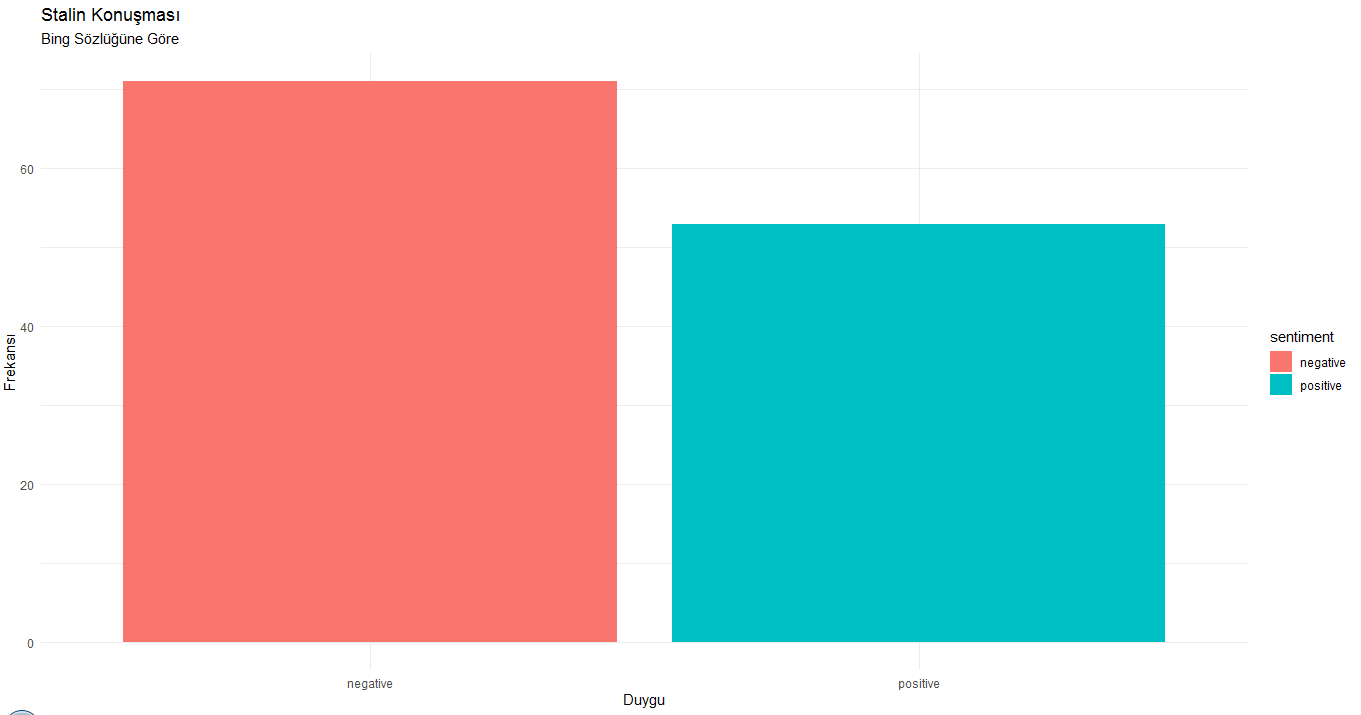 Stalin Konuşması
Bing Sözlüğüne Göre
Frekansı
60
40
20
0
negative
positive
Duygu
sentiment
negative
positive